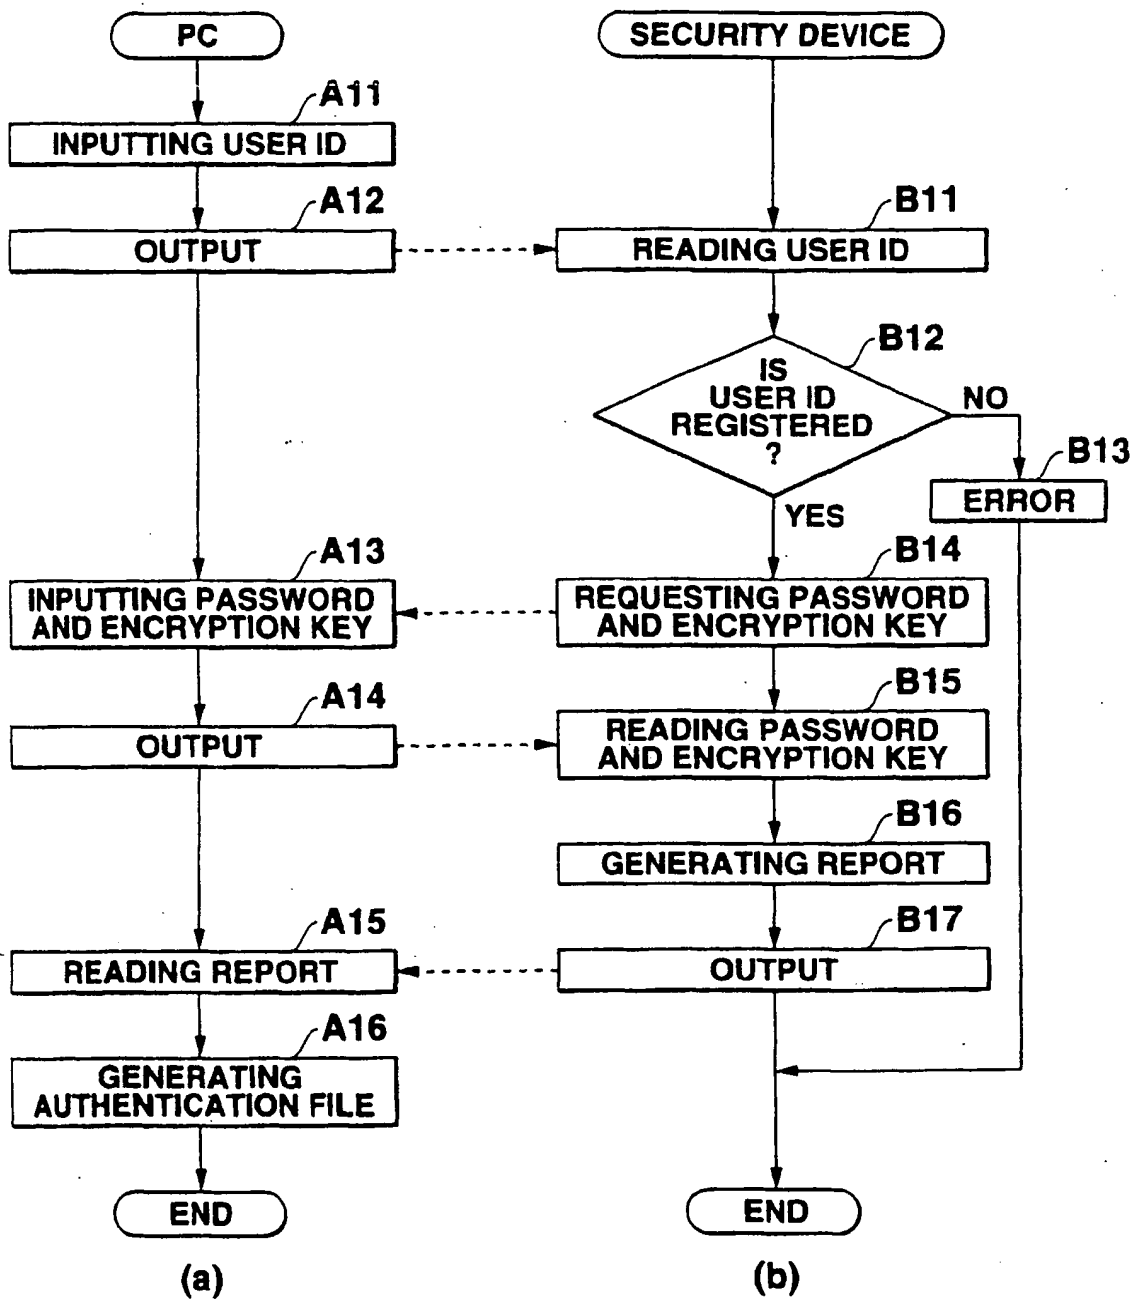 PC
A11
INPUTTING USER ID
A12
OUTPUT
A13
INPUTTING PASSWORD
AND ENCRYPTION KEY
A14
OUTPUT
A15
READING REPORT
A16
GENERATING
AUTHENTICATION FILE
END
(a)
SECURITY DEVICE
B11
READING USER ID
B12
IS
USER ID
REGISTERED
?
NO
YES
B13
ERROR
B14
REQUESTING PASSWORD
AND ENCRYPTION KEY
B15
READING PASSWORD
AND ENCRYPTION KEY
B16
GENERATING REPORT
B17
OUTPUT
END
(b)